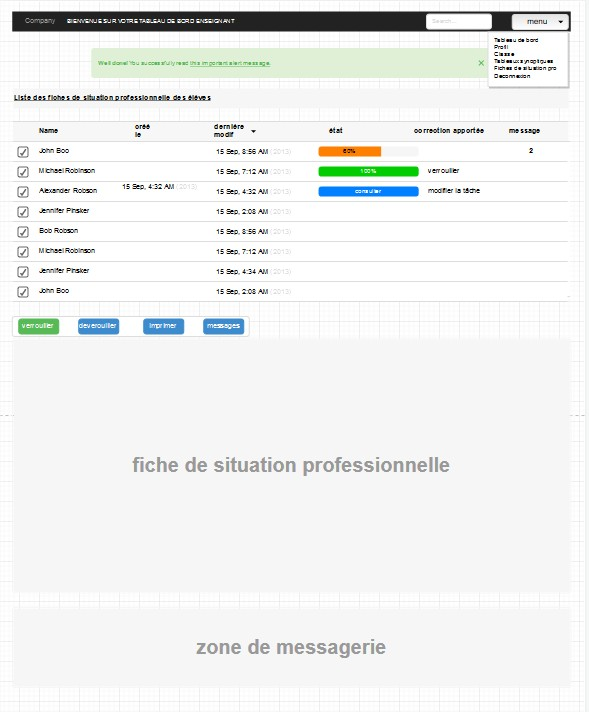 Company BIENVENUE SUR VOTRE TABLEAU DE BORD ENSEIGNANT Search... menu
Tableau de bord
Profil
Classe
Tableaux synoptiques
Fiches de situation pro
Deconnexion
Well done! You successfully read this important alert message. ×
Liste des fiches de situation professionnelle des élèves
Name créé le dernière modif état correction apportée message
John Boo 15 Sep, 8:56 AM (2013) 60% 2
Michael Robinson 15 Sep, 7:12 AM (2013) 100% verrouiller
Alexander Robson 15 Sep, 4:32 AM (2013) 15 Sep, 4:32 AM (2013) consulter modifier la tâche
Jennifer Pinsker 15 Sep, 2:08 AM (2013)
Bob Robson 15 Sep, 8:56 AM (2013)
Michael Robinson 15 Sep, 7:12 AM (2013)
Jennifer Pinsker 15 Sep, 4:34 AM (2013)
John Boo 15 Sep, 2:08 AM (2013)
verrouiller deverouiller imprimer messages
fiche de situation professionnelle
zone de messagerie